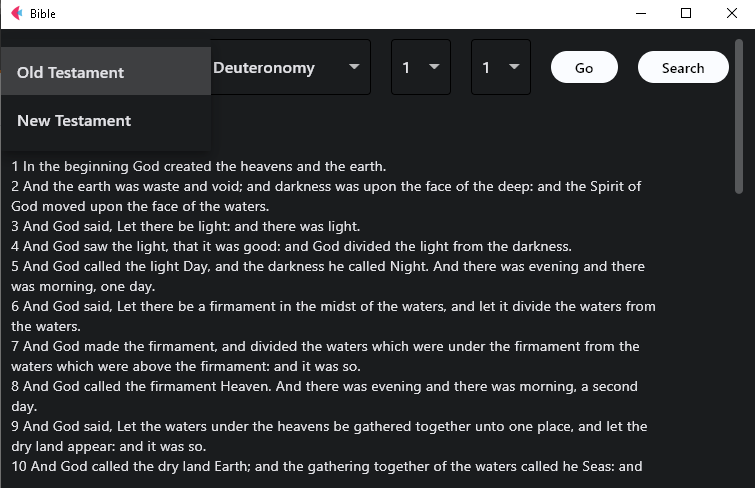 Bible
Old Testament
Deuteronomy
1
1
Go
Search
New Testament
1 In the beginning God created the heavens and the earth.
2 And the earth was waste and void; and darkness was upon the face of the deep: and the Spirit of
God moved upon the face of the waters.
3 And God said, Let there be light: and there was light.
4 And God saw the light, that it was good: and God divided the light from the darkness.
5 And God called the light Day, and the darkness he called Night. And there was evening and there
was morning, one day.
6 And God said, Let there be a firmament in the midst of the waters, and let it divide the waters from
the waters.
7 And God made the firmament, and divided the waters which were under the firmament from the
waters which were above the firmament: and it was so.
8 And God called the firmament Heaven. And there was evening and there was morning, a second
day.
9 And God said, Let the waters under the heavens be gathered together unto one place, and let the
dry land appear: and it was so.
10 And God called the dry land Earth; and the gathering together of the waters called he Seas: and